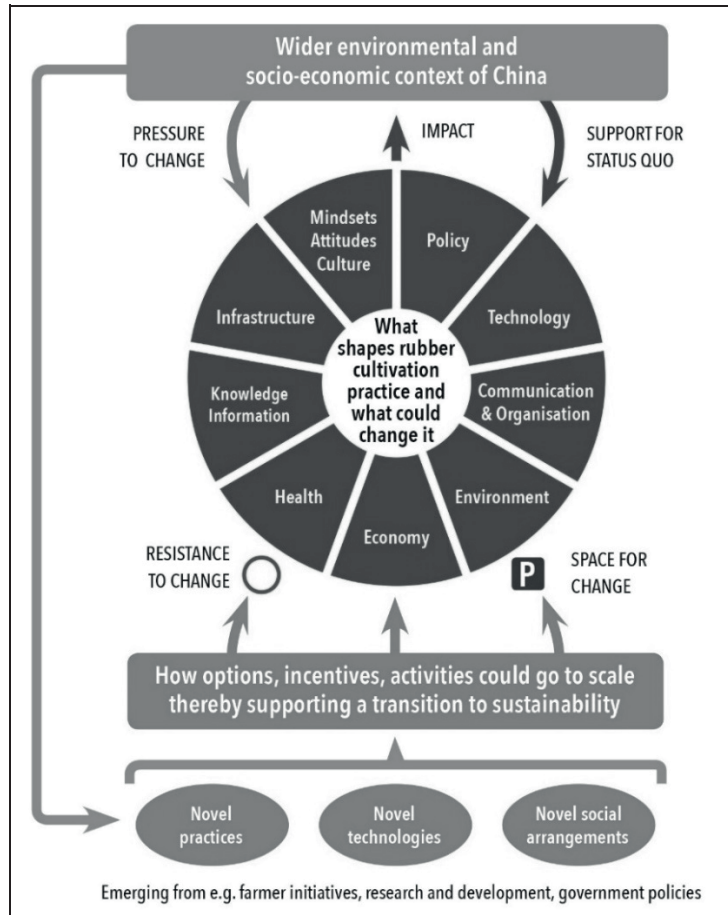 Wider environmental and
socio-economic context of China
PRESSURE
TO CHANGE
IMPACT
SUPPORT FOR
STATUS QUO
Mindsets
Attitudes
Culture
Policy
Infrastructure
Technology
What
shapes rubber
cultivation
practice and
what could
change it
Knowledge
Information
Communication
& Organisation
Health
Environment
Economy
RESISTANCE
TO CHANGE
P
SPACE FOR
CHANGE
How options, incentives, activities could go to scale
thereby supporting a transition to sustainability
Novel
practices
Novel
technologies
Novel social
arrangements
Emerging from e.g. farmer initiatives, research and development, government policies